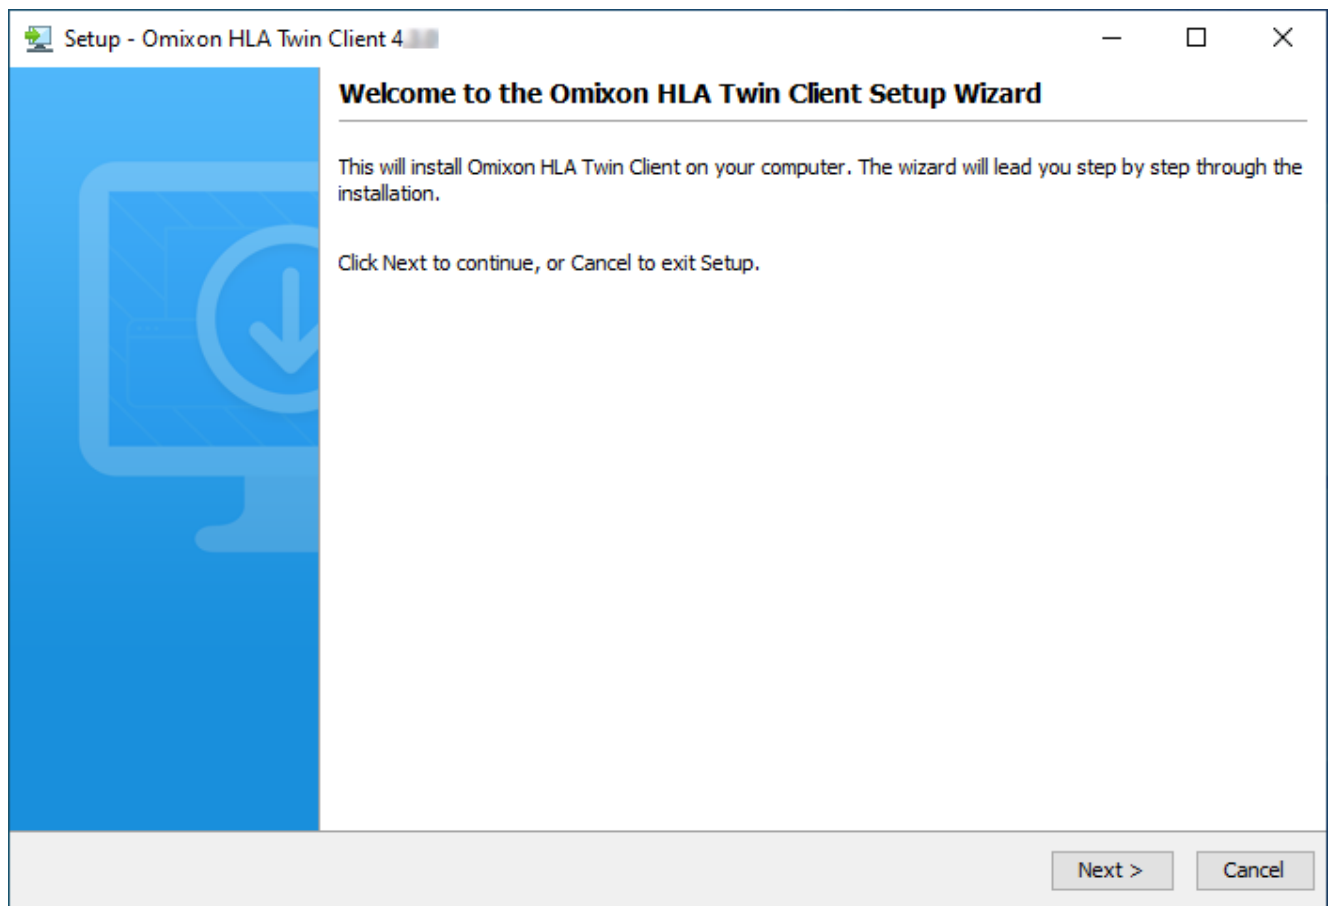 Setup - Omixon HLA Twin Client 4
Welcome to the Omixon HLA Twin Client Setup Wizard
This will install Omixon HLA Twin Client on your computer. The wizard will lead you step by step through the
installation.
Click Next to continue, or Cancel to exit Setup.
Next >
Cancel